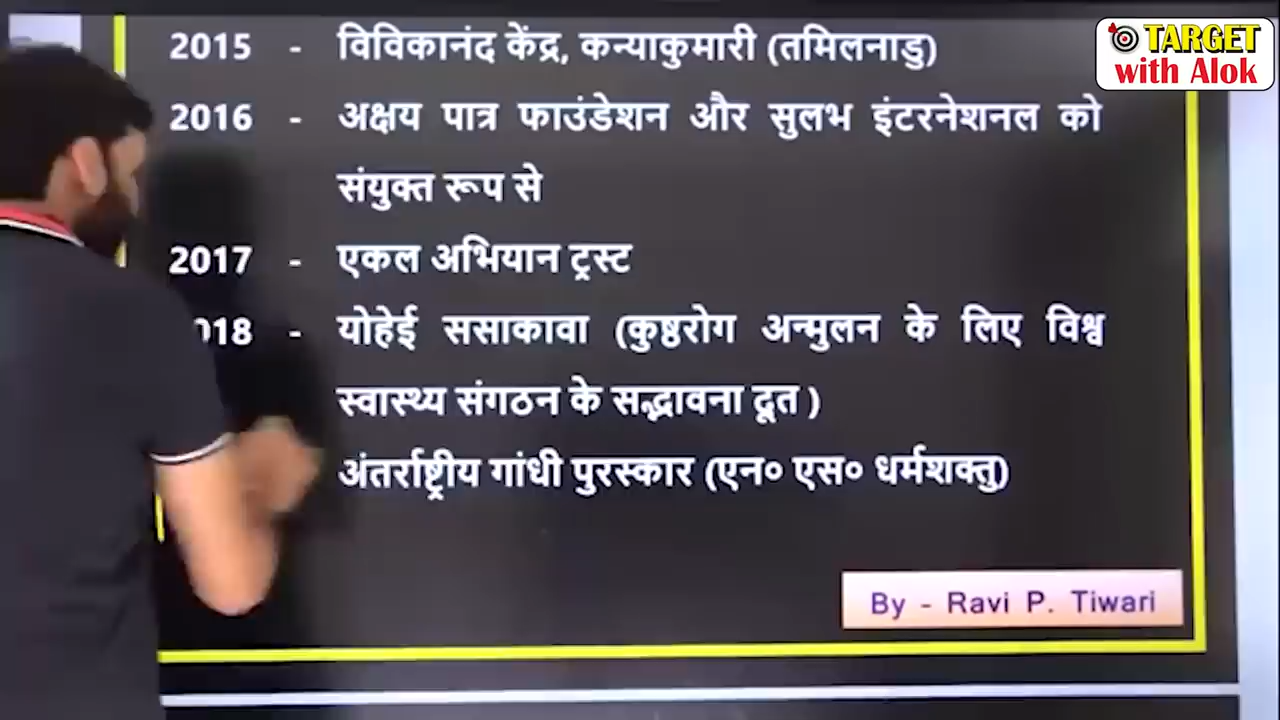 TARGET
with Alok
2015 - विविकानंद केंद्र, कन्याकुमारी (तमिलनाडु)
2016 - अक्षय पात्र फाउंडेशन और सुलभ इंटरनेशनल को
संयुक्त रूप से
2017 - एकल अभियान ट्रस्ट
018 - योहेई ससाकावा (कुष्ठरोग अन्मुलन के लिए विश्व
स्वास्थ्य संगठन के सद्भावना दूत )
अंतर्राष्ट्रीय गांधी पुरस्कार (एन० एस० धर्मशक्तु)
By - Ravi P. Tiwari